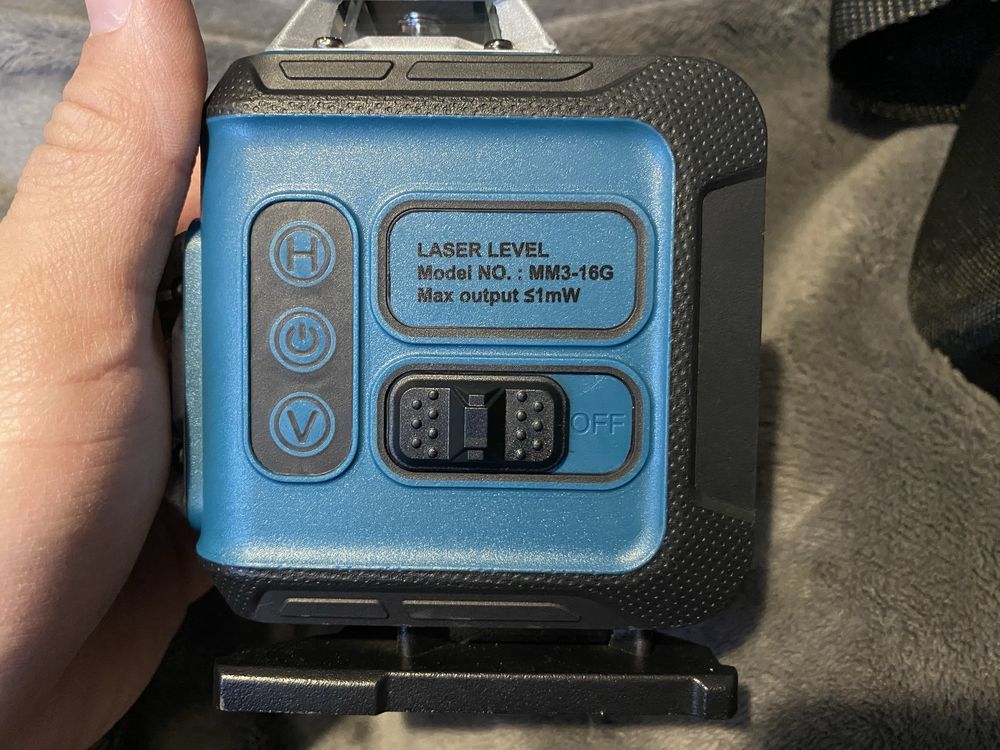 LASER LEVEL
Model NO. : MM3-16G
Max output ≤1mW
H
V
OFF